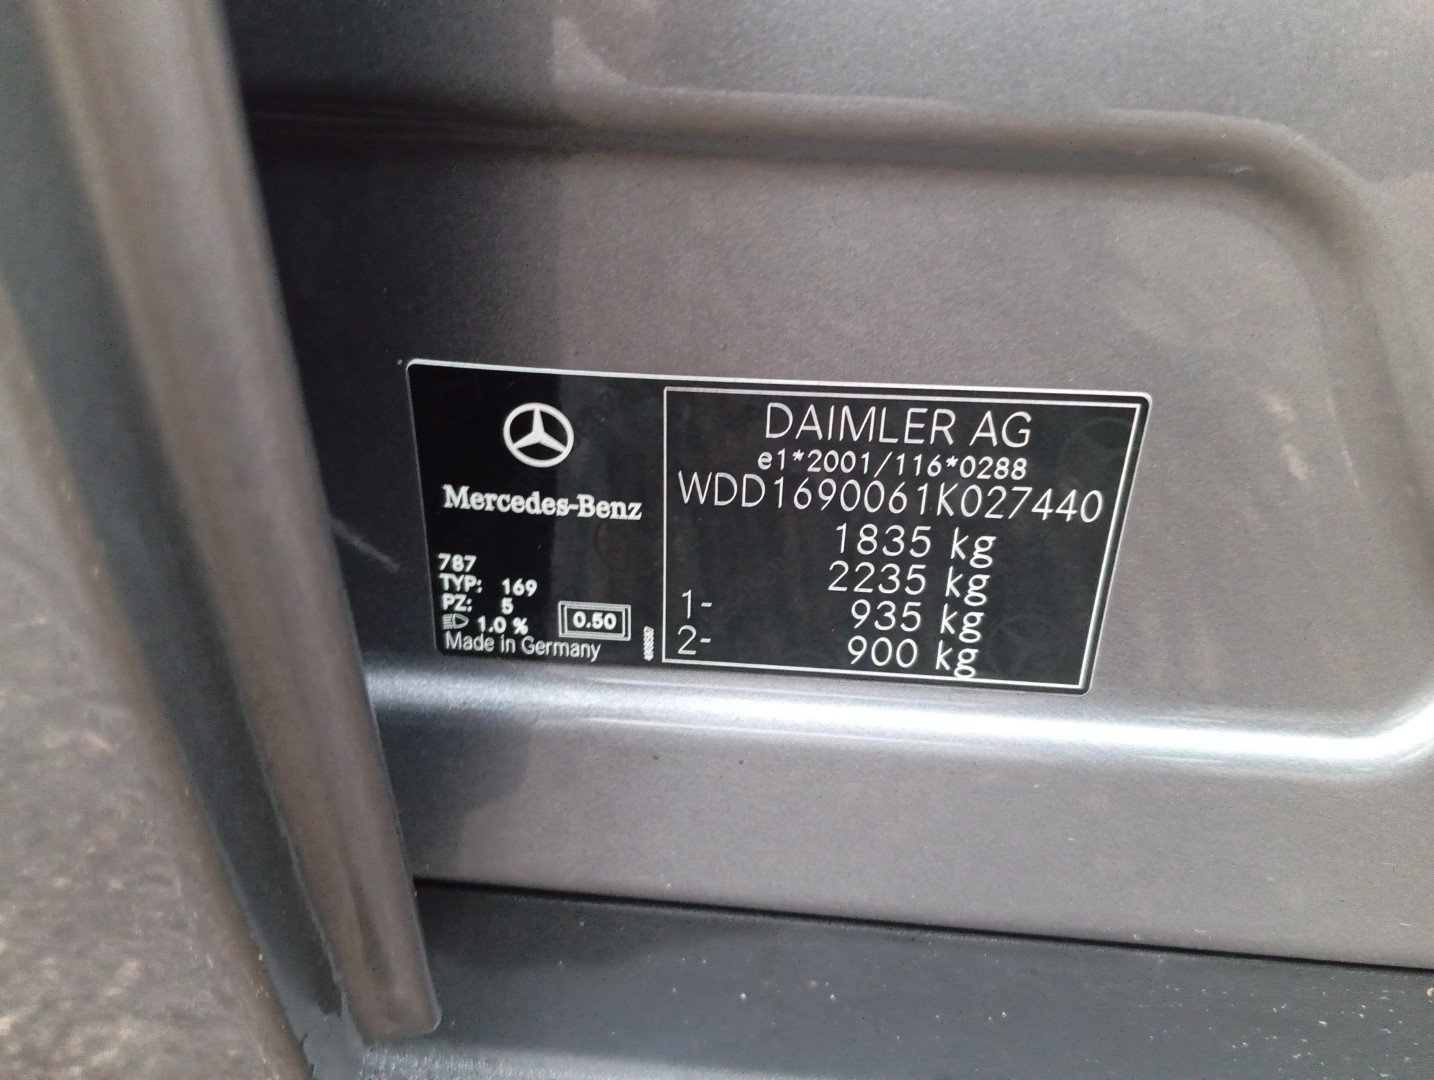 Mercedes-Benz
787
TYP: 169
PZ: 5
1.0 %
0.50
Made in Germany
DAIMLER AG
e1*2001/116*0288
WDD1690061K027440
1835 kg
2235 kg
1- 935 kg
2- 900 kg